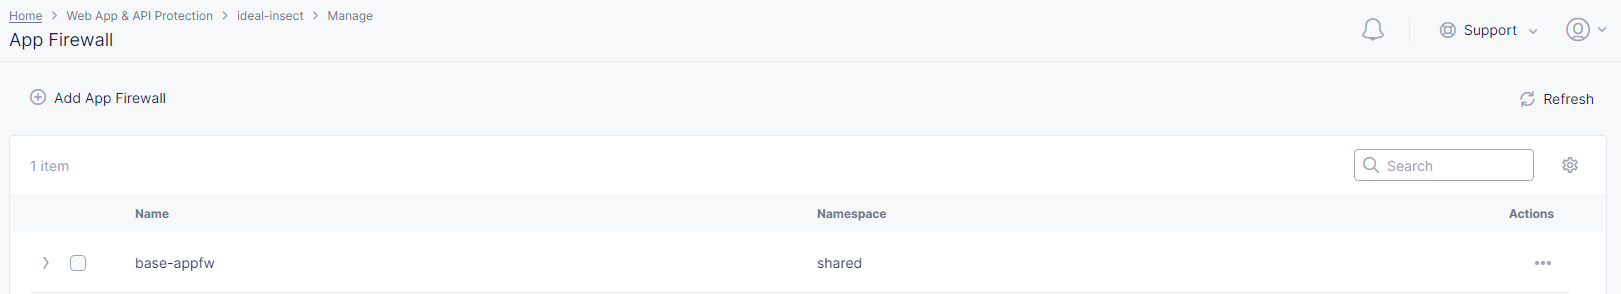 Home > Web App & API Protection > ideal-insect > Manage
App Firewall
Support
Add App Firewall
Refresh
1 item
Search
Name Namespace Actions
base-appfw shared